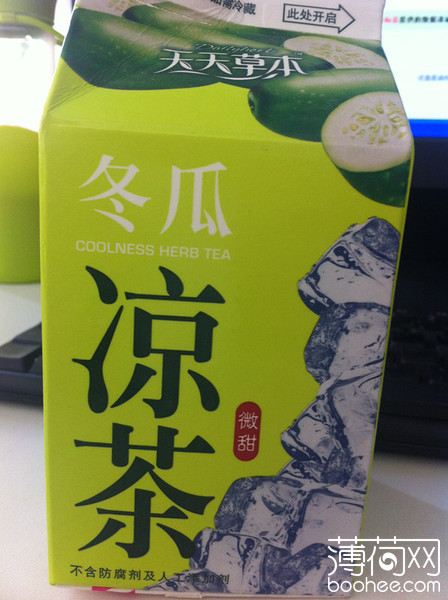 此处开启
天天草本
冬瓜
COOLNESS HERB TEA
凉茶
微甜
不含防腐剂及人工添加剂
薄荷网
boohee.com